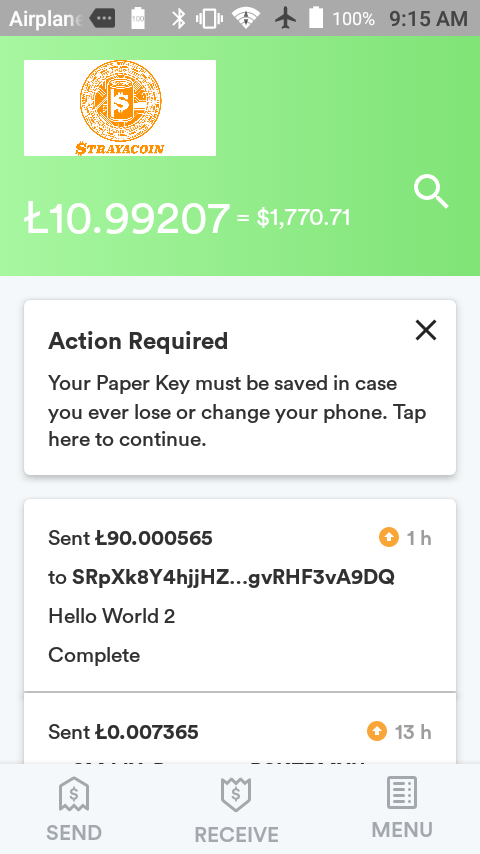 Airplane 100 100% 9:15 AM
$TRAYACOIN
Ł10.99207 = $1,770.71
Action Required
Your Paper Key must be saved in case
you ever lose or change your phone. Tap
here to continue.
Sent Ł90.000565 1 h
to SRpXk8Y4hjjHZ...gvRHF3vA9DQ
Hello World 2
Complete
Sent Ł0.007365 13 h
SEND RECEIVE MENU